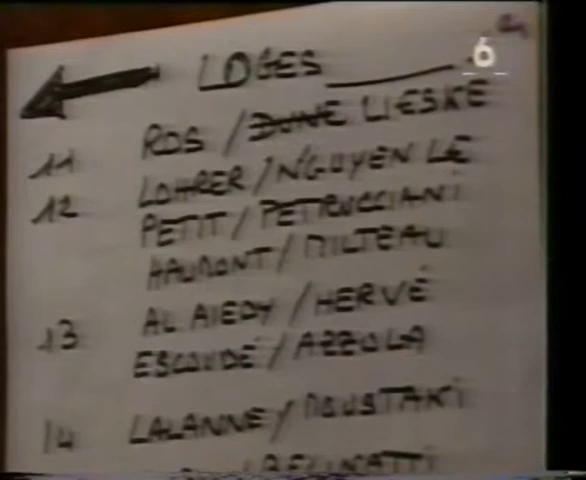 LOGES
6
11 ROS / DUNE LIESKE
12 LOHRER / N'GUYEN LE
PETIT / PETRUCCIANI
HAUMONT / MILTEAU
13 AL AIEDY / HERVÉ
ESCOUDÉ / AZZOLA
14 LALANNE / MOUSTAKI